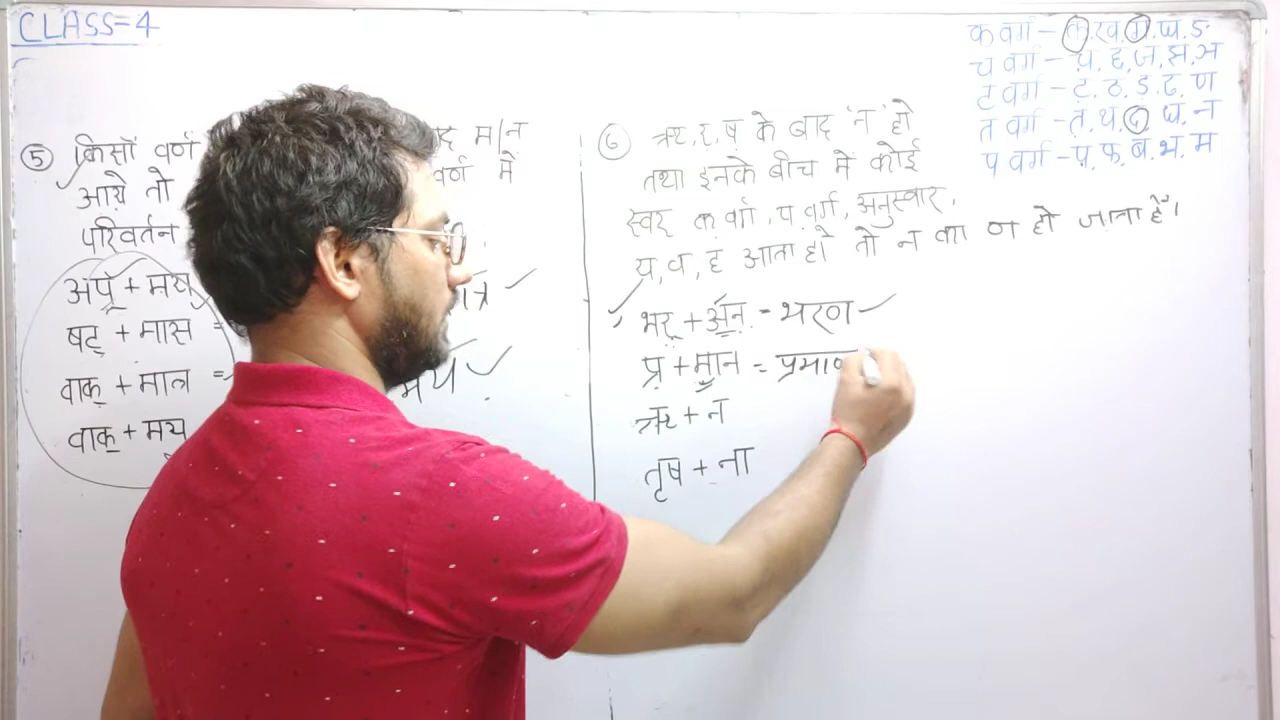 CLASS-4
क वर्ग - क.ख.ग.घ.ङ
च वर्ग - च.छ.ज.झ.ञ
ट वर्ग - ट.ठ.ड.ढ.ण
त वर्ग - त.थ.द.ध.न
प वर्ग - प.फ.ब.भ.म
5 किसी वर्ण म/न
आये तो वर्ण मे
परिवर्तन
अप् + मय
षट् + मास =
वाक् + मात्र =
वाक् + मय
6 ऋ,र,ष के बाद 'न' हो
तथा इनके बीच मे कोई
स्वर क वर्ग, प वर्ग, अनुस्वार,
य,व,ह आता हो तो न का ण हो जाता है।
भर् + अन = भरण
प्र + मान = प्रमा
ऋ + न
तृष + ना